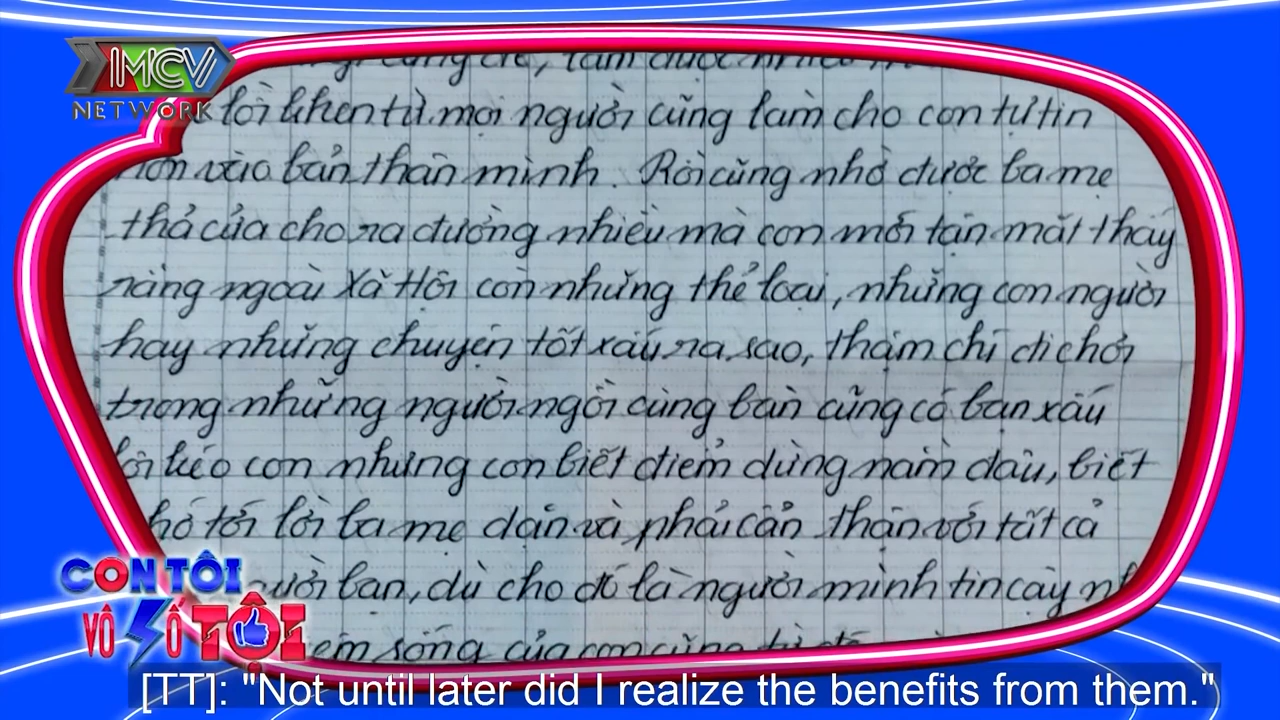 MCV
NETWORK
lời khen từ mọi người cũng làm cho con tự tin
vào bản thân mình. Rồi cũng nhờ được ba mẹ
thả cửa cho ra đường nhiều mà con mới tận mắt thấy
rằng ngoài Xã Hội còn những thể loại, những con người
hay những chuyện tốt xấu ra sao, thậm chí đi chơi
trong những người ngồi cùng bàn cũng có bạn xấu
lôi kéo con nhưng con biết điểm dừng nằm đâu, biết
tới lời ba mẹ dặn và phải cẩn thận với tất cả
bạn, dù cho đó là người mình tin cậy
sống của con cũng từ
CON TÔI
VÔ SỐ TỘI
[TT]: "Not until later did I realize the benefits from them."